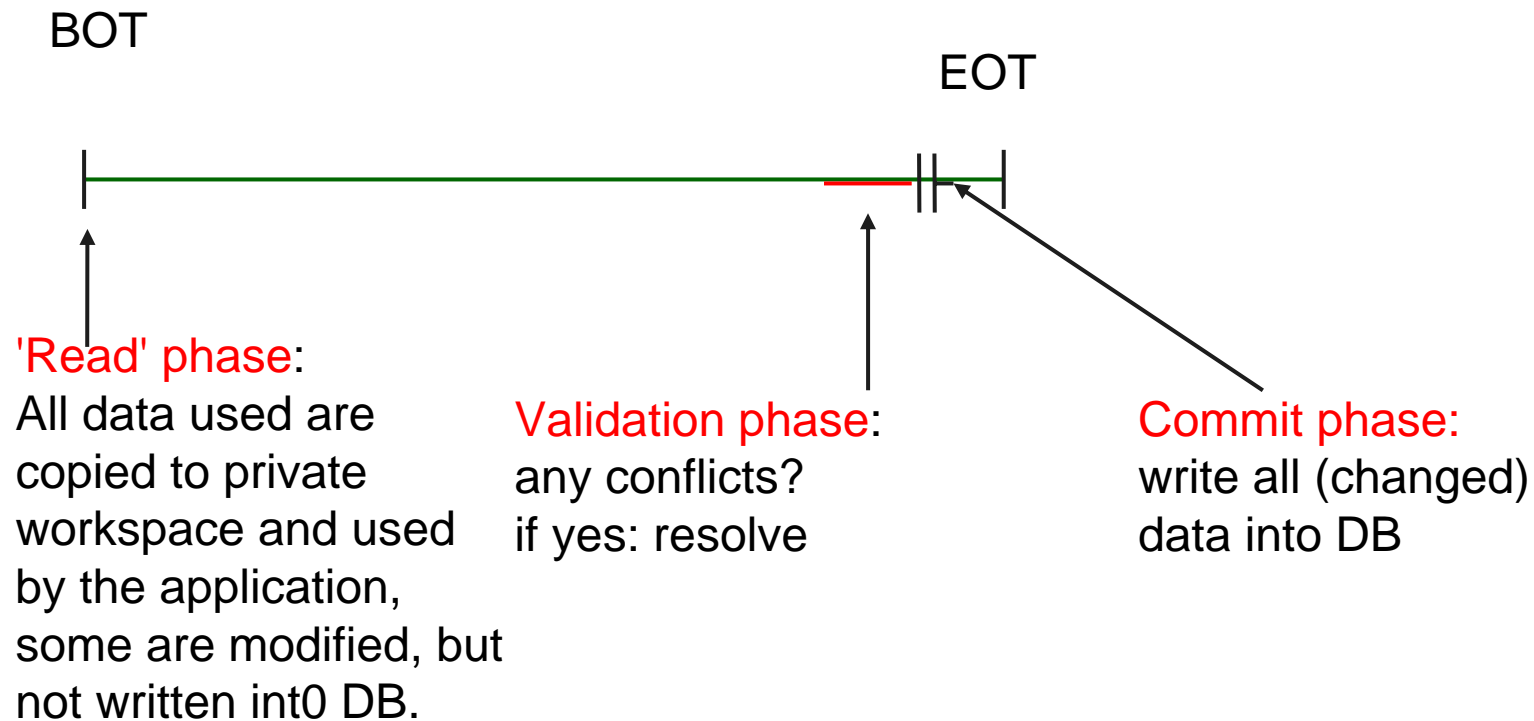 BOT
EOT
'Read' phase:
All data used are
copied to private
workspace and used
by the application,
some are modified, but
not written int0 DB.
Validation phase:
any conflicts?
if yes: resolve
Commit phase:
write all (changed)
data into DB